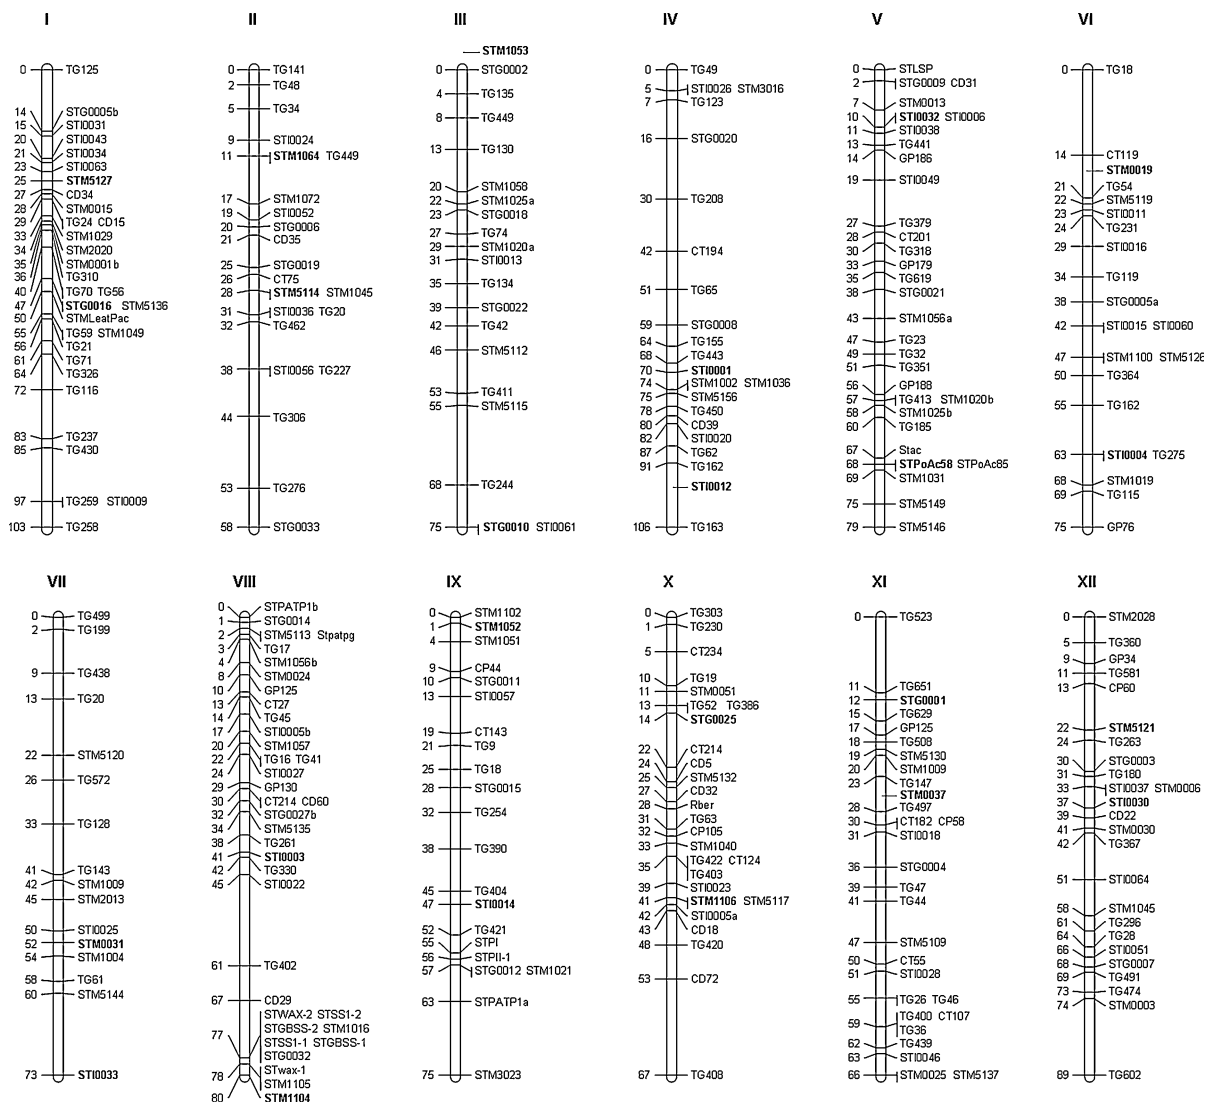 I
0 TG125
14 STG0005b
15 STI0031
20 STI0043
21 STI0034
23 STI0063
25 STM5127
27 CD34
28 STM0015
29 TG24 CD15
33 STM1029
34 STM2020
35 STM0001b
36 TG310
40 TG70 TG56
47 STG0016 STM5136
50 STMLeatPac
55 TG59 STM1049
56 TG21
61 TG71
64 TG326
72 TG116
83 TG237
85 TG430
97 TG259 STI0009
103 TG258
II
0 TG141
2 TG48
5 TG34
9 STI0024
11 STM1064 TG449
17 STM1072
19 STI0052
20 STG0006
21 CD35
25 STG0019
26 CT75
28 STM5114 STM1045
31 STI0036 TG20
32 TG462
38 STI0056 TG227
44 TG306
53 TG276
58 STG0033
III
STM1053
0 STG0002
4 TG135
8 TG449
13 TG130
20 STM1058
22 STM1025a
23 STG0018
27 TG74
29 STM1020a
31 STI0013
35 TG134
39 STG0022
42 TG42
46 STM5112
53 TG411
55 STM5115
68 TG244
75 STG0010 STI0061
IV
0 TG49
5 STI0026 STM3016
7 TG123
16 STG0020
30 TG208
42 CT194
51 TG65
59 STG0008
64 TG155
68 TG443
70 STI0001
74 STM1002 STM1036
75 STM5156
78 TG450
80 CD39
82 STI0020
87 TG62
91 TG162
STI0012
106 TG163
V
0 STLSP
2 STG0009 CD31
7 STM0013
10 STI0032 STI0006
11 STI0038
13 TG441
14 GP186
19 STI0049
27 TG379
28 CT201
30 TG318
33 GP179
35 TG619
38 STG0021
43 STM1056a
47 TG23
49 TG32
51 TG351
56 GP188
57 TG413 STM1020b
58 STM1025b
60 TG185
67 Stac
68 STPoAc58 STPoAc85
69 STM1031
75 STM5149
79 STM5146
VI
0 TG18
14 CT119
STM0019
21 TG54
22 STM5119
23 STI0011
24 TG231
29 STI0016
34 TG119
38 STG0005a
42 STI0015 STI0060
47 STM1100 STM5128
50 TG364
55 TG162
63 STI0004 TG275
68 STM1019
69 TG115
75 GP76
VII
0 TG499
2 TG199
9 TG438
13 TG20
22 STM5120
26 TG572
33 TG128
41 TG143
42 STM1009
45 STM2013
50 STI0025
52 STM0031
54 STM1004
58 TG61
60 STM5144
73 STI0033
VIII
0 STPATP1b
1 STG0014
2 STM5113 Stpatpg
3 TG17
4 STM1056b
8 STM0024
10 GP125
13 CT27
14 TG45
17 STI0005b
20 STM1057
22 TG16 TG41
24 STI0027
29 GP130
30 CT214 CD60
32 STG0027b
34 STM5135
38 TG261
41 STI0003
42 TG330
45 STI0022
61 TG402
67 CD29
STWAX-2 STSS1-2
STGBSS-2 STM1016
77 STSS1-1 STGBSS-1
STG0032
78 STwax-1
STM1105
80 STM1104
IX
0 STM1102
1 STM1052
4 STM1051
9 CP44
10 STG0011
13 STI0057
19 CT143
21 TG9
25 TG18
28 STG0015
32 TG254
38 TG390
45 TG404
47 STI0014
52 TG421
55 STPI
56 STPII-1
57 STG0012 STM1021
63 STPATP1a
75 STM3023
X
0 TG303
1 TG230
5 CT234
10 TG19
11 STM0051
13 TG52 TG386
14 STG0025
22 CT214
24 CD5
25 STM5132
27 CD32
28 Rber
31 TG63
32 CP105
33 STM1040
35 TG422 CT124
TG403
39 STI0023
41 STM1106 STM5117
42 STI0005a
43 CD18
48 TG420
53 CD72
67 TG408
XI
0 TG523
11 TG651
12 STG0001
15 TG629
17 GP125
18 TG508
19 STM5130
20 STM1009
23 TG147
STM0037
28 TG497
30 CT182 CP58
31 STI0018
36 STG0004
39 TG47
41 TG44
47 STM5109
50 CT55
51 STI0028
55 TG26 TG46
59 TG400 CT107
TG36
62 TG439
63 STI0046
66 STM0025 STM5137
XII
0 STM2028
5 TG360
9 GP34
11 TG581
13 CP60
22 STM5121
24 TG263
30 STG0003
31 TG180
33 STI0037 STM0006
37 STI0030
39 CD22
41 STM0030
42 TG367
51 STI0064
58 STM1045
61 TG296
64 TG28
66 STI0051
68 STG0007
69 TG491
73 TG474
74 STM0003
89 TG602